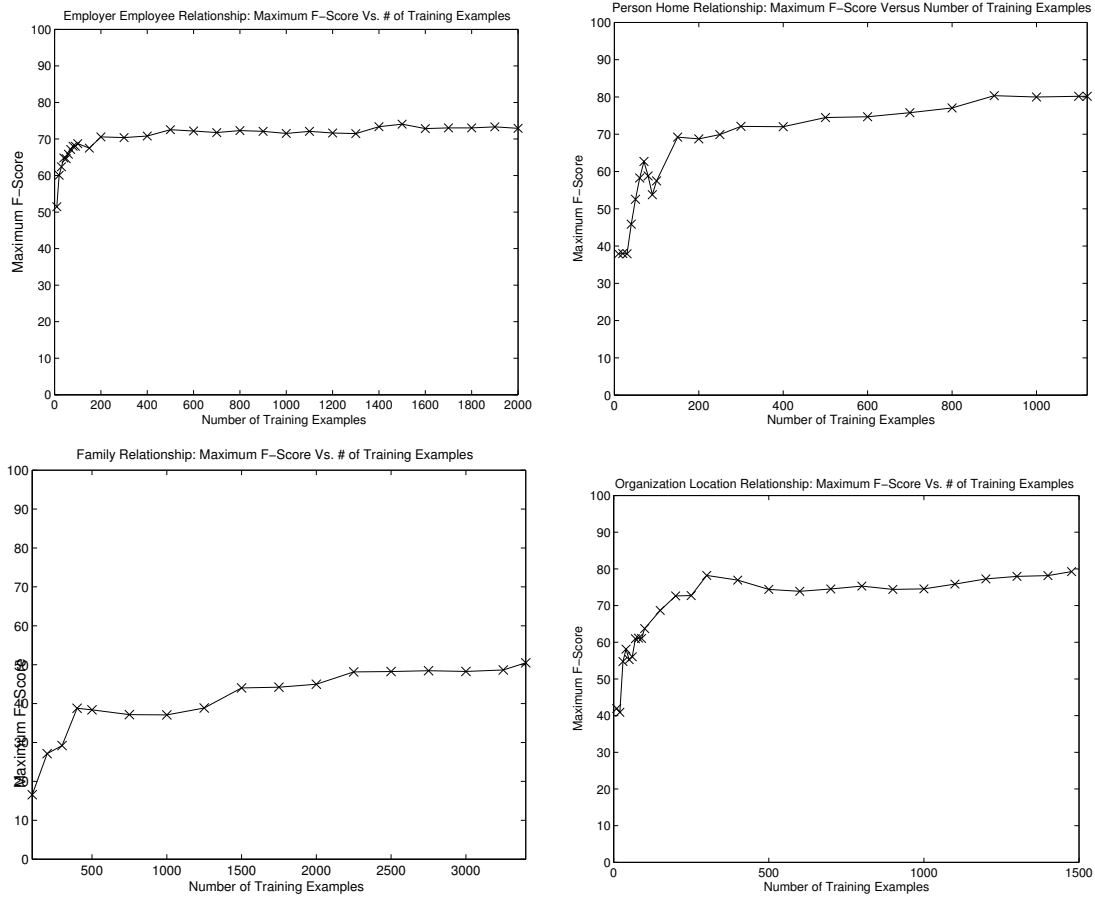 Employer Employee Relationship: Maximum F−Score Vs. # of Training Examples
100
90
80
70
60
50
40
30
20
10
0
Maximum F−Score
0 200 400 600 800 1000 1200 1400 1600 1800 2000
Number of Training Examples
Person Home Relationship: Maximum F−Score Versus Number of Training Examples
100
90
80
70
60
50
40
30
20
10
0
Maximum F−Score
0 200 400 600 800 1000
Number of Training Examples
Family Relationship: Maximum F−Score Vs. # of Training Examples
100
90
80
70
60
50
40
30
20
10
0
Maximum F−Score
500 1000 1500 2000 2500 3000
Number of Training Examples
Organization Location Relationship: Maximum F−Score Vs. # of Training Examples
100
90
80
70
60
50
40
30
20
10
0
Maximum F−Score
0 500 1000 1500
Number of Training Examples